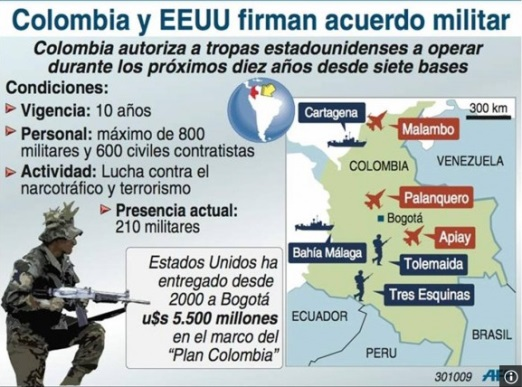 Colombia y EEUU firman acuerdo militar
Colombia autoriza a tropas estadounidenses a operar
durante los próximos diez años desde siete bases
Condiciones:
Vigencia: 10 años
Personal: máximo de 800
militares y 600 civiles contratistas
Actividad: Lucha contra el
narcotráfico y terrorismo
Presencia actual:
210 militares
Estados Unidos ha
entregado desde
2000 a Bogotá
u$s 5.500 millones
en el marco del
"Plan Colombia"
300 km
Cartagena
Malambo
COLOMBIA
VENEZUELA
Palanquero
Bogotá
Apiay
Bahía Málaga
Tolemaida
Tres Esquinas
ECUADOR
BRASIL
PERU
301009